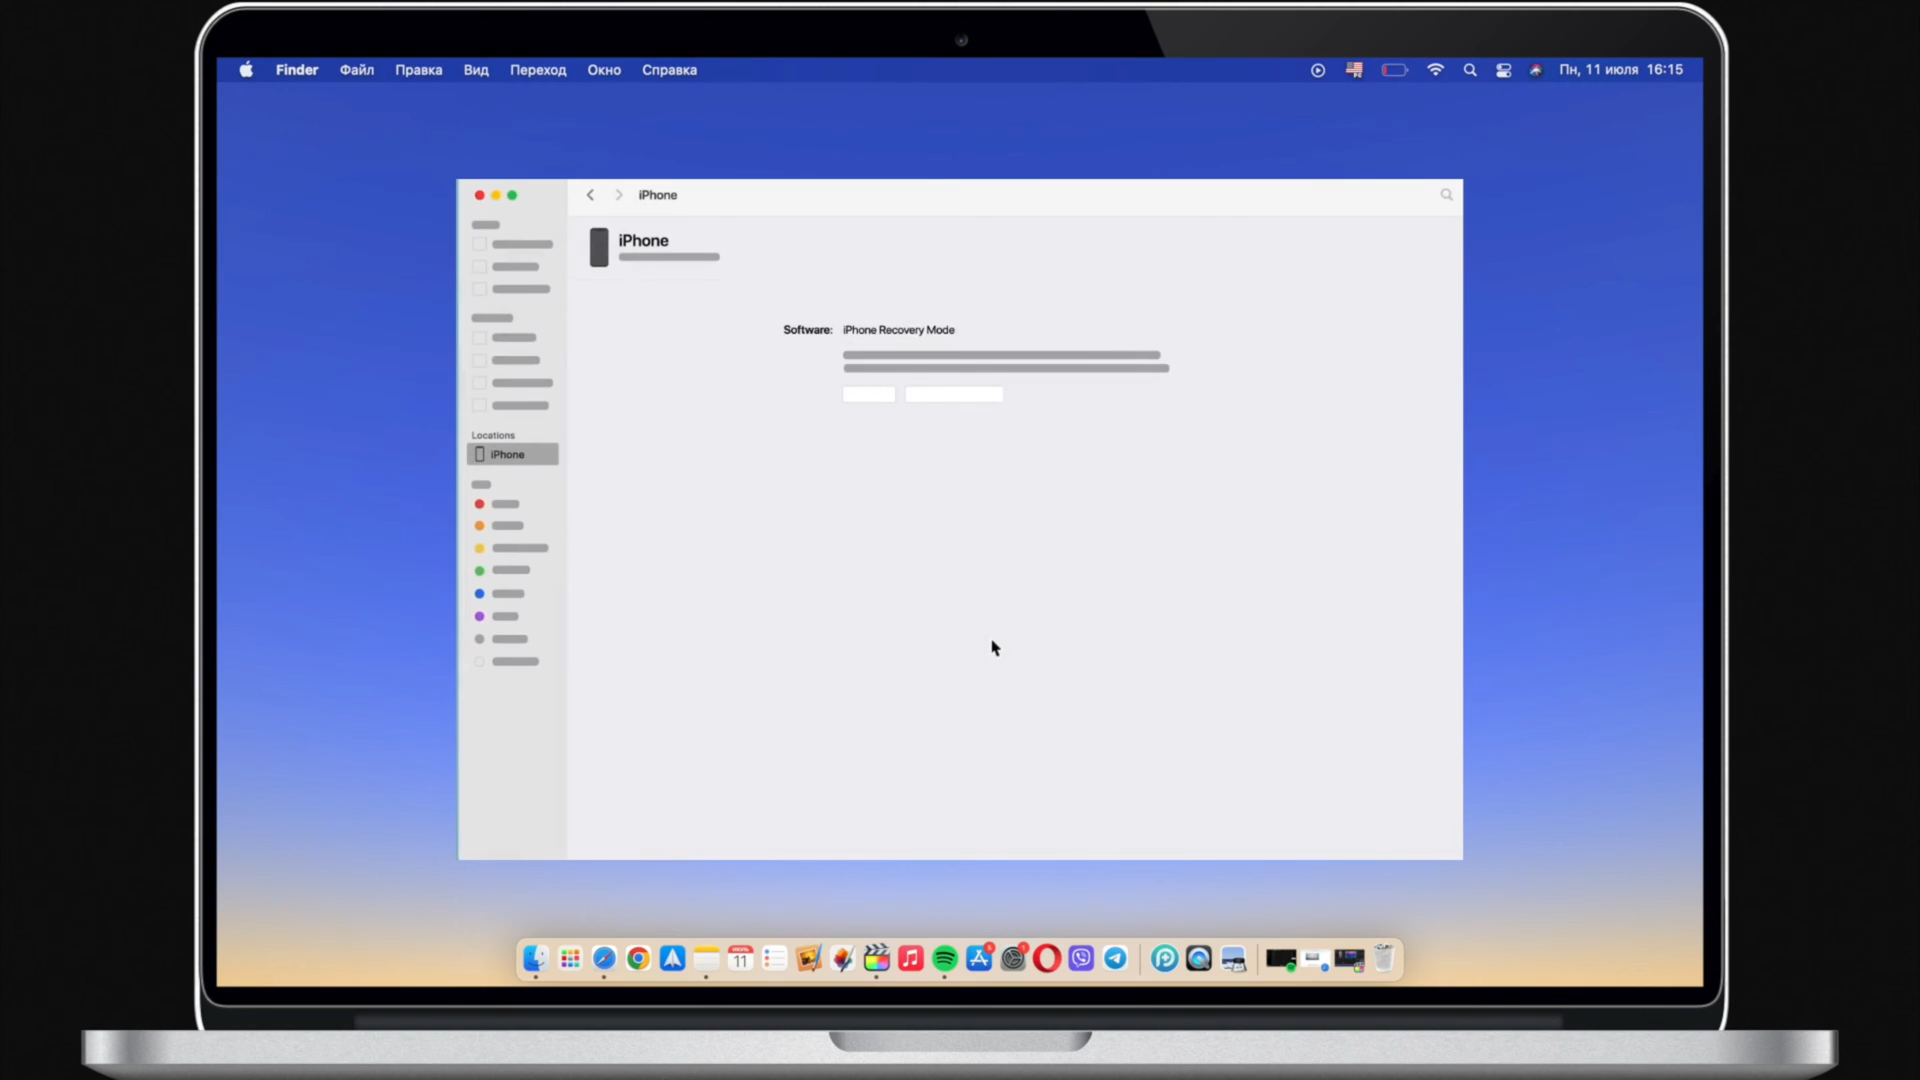 Finder Файл Правка Вид Переход Окно Справка
Пн, 11 июля 16:15
iPhone
iPhone
Software: iPhone Recovery Mode
Locations
iPhone
11